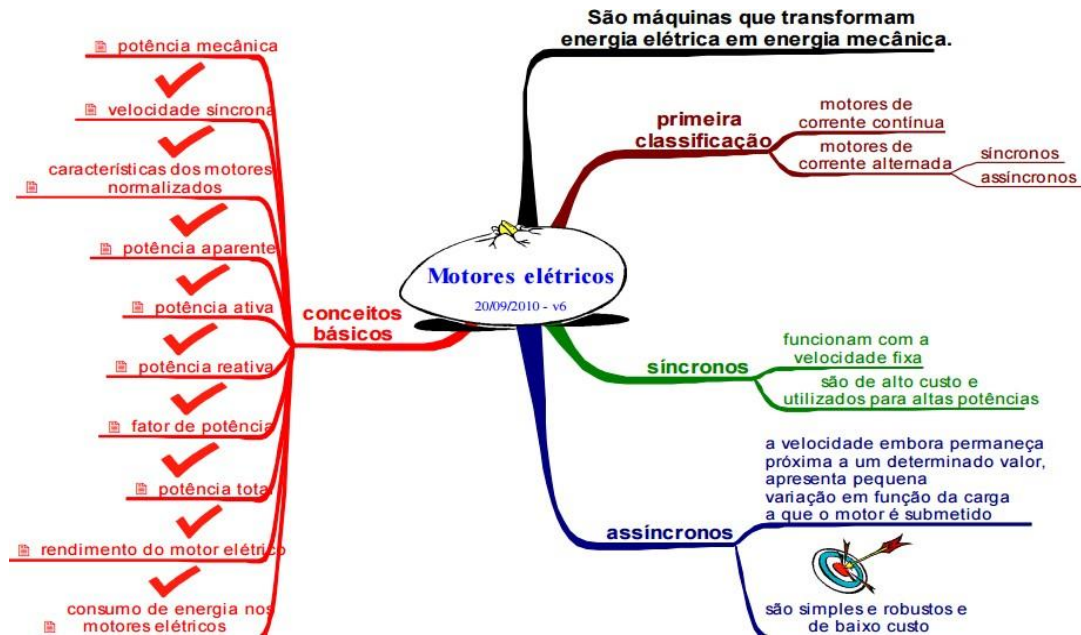 Motores elétricos
20/09/2010 - v6
São máquinas que transformam
energia elétrica em energia mecânica.
primeira
classificação
motores de
corrente contínua
motores de
corrente alternada
síncronos
assíncronos
síncronos
funcionam com a
velocidade fixa
são de alto custo e
utilizados para altas potências
assíncronos
a velocidade embora permaneça
próxima a um determinado valor,
apresenta pequena
variação em função da carga
a que o motor é submetido
são simples e robustos e
de baixo custo
conceitos
básicos
potência mecânica
velocidade síncrona
características dos motores
normalizados
potência aparente
potência ativa
potência reativa
fator de potência
potência total
rendimento do motor elétrico
consumo de energia nos
motores elétricos